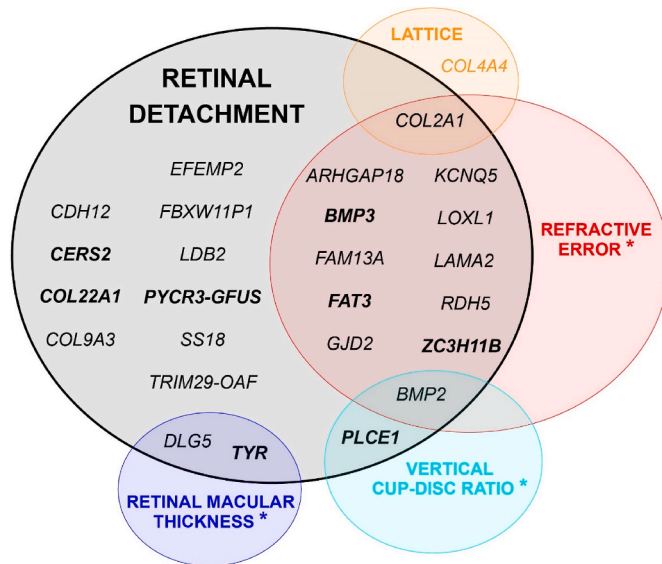 LATTICE
COL4A4
RETINAL
DETACHMENT
COL2A1
EFEMP2
ARHGAP18 KCNQ5
CDH12 FBXW11P1 BMP3 LOXL1
REFRACTIVE
ERROR *
CERS2 LDB2 FAM13A LAMA2
COL22A1 PYCR3-GFUS FAT3 RDH5
COL9A3 SS18 GJD2 ZC3H11B
TRIM29-OAF
BMP2
DLG5 TYR
PLCE1
RETINAL MACULAR
THICKNESS *
VERTICAL
CUP-DISC RATIO *